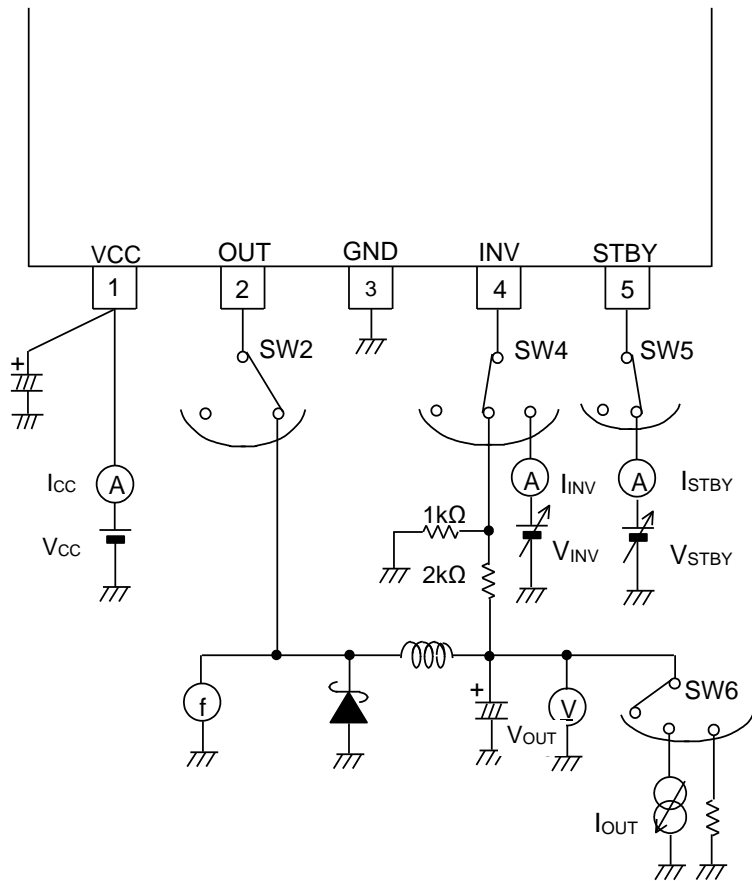 VCC OUT GND INV STBY
1 2 3 4 5
SW2 SW4 SW5
+
ICC A
A IINV A ISTBY
VCC
1kΩ
VINV VSTBY
2kΩ
SW6
f
+
VOUT
V
IOUT